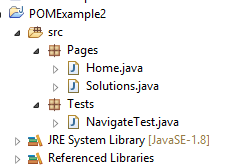 POMExample2
src
Pages
Home.java
Solutions.java
Tests
NavigateTest.java
JRE System Library [JavaSE-1.8]
Referenced Libraries